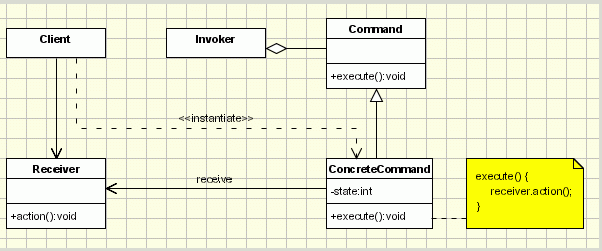 Client
Invoker
Command
+execute():void
<<instantiate>>
Receiver
+action():void
receive
ConcreteCommand
-state:int
+execute():void
execute() {
receiver.action();
}